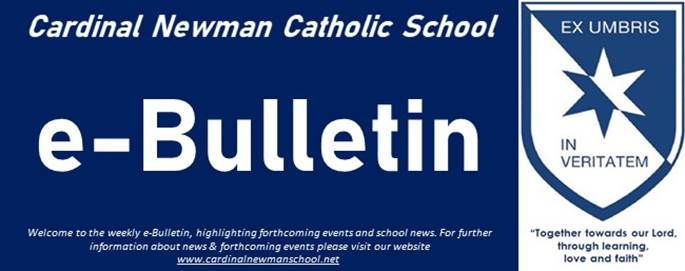 Cardinal Newman Catholic School
e-Bulletin
Welcome to the weekly e-Bulletin, highlighting forthcoming events and school news. For further
information about news & forthcoming events please visit our website
www.cardinalnewmanschool.net
EX UMBRIS
IN
VERITATEM
“Together towards our Lord,
through learning,
love and faith”